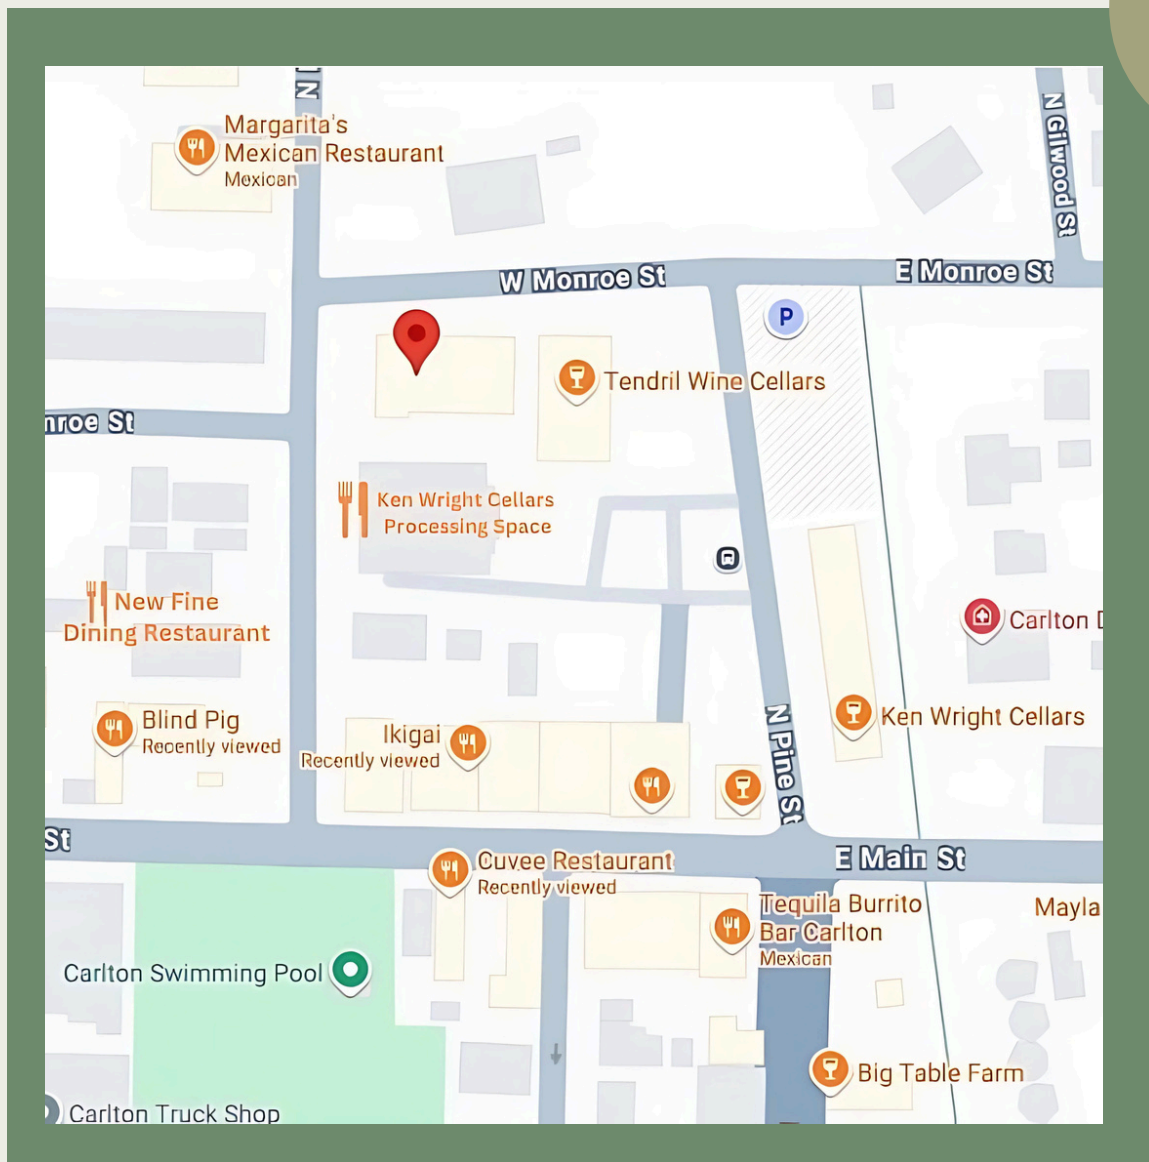 N
Margarita's
Mexican Restaurant
Mexican
N Gilwood St
W Monroe St
E Monroe St
P
Tendril Wine Cellars
nroe St
Ken Wright Cellars
Processing Space
New Fine
Dining Restaurant
Carlton D
Blind Pig
Recently viewed
Ikigai
Recently viewed
N Pine St
Ken Wright Cellars
St
Cuvee Restaurant
Recently viewed
E Main St
Tequila Burrito
Bar Carlton
Mexican
Mayla
Carlton Swimming Pool
Big Table Farm
Carlton Truck Shop